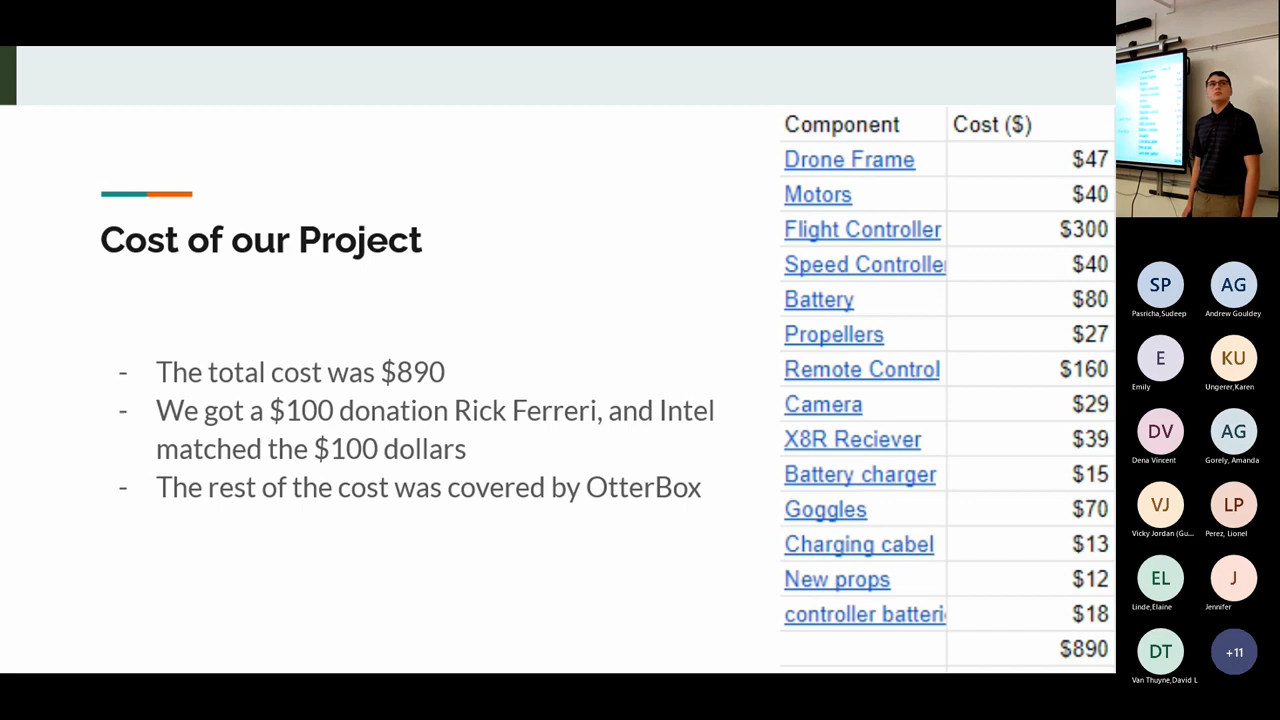 Cost of our Project
- The total cost was $890
- We got a $100 donation Rick Ferreri, and Intel
matched the $100 dollars
- The rest of the cost was covered by OtterBox
Component Cost ($)
Drone Frame $47
Motors $40
Flight Controller $300
Speed Controller $40
Battery $80
Propellers $27
Remote Control $160
Camera $29
X8R Reciever $39
Battery charger $15
Goggles $70
Charging cabel $13
New props $12
controller batteri $18
$890
SP AG
Pasricha,Sudeep Andrew Gouldey
E KU
Emily Ungerer,Karen
DV AG
Dena Vincent Gorely, Amanda
VJ LP
Vicky Jordan (Gu... Perez, Lionel
EL J
Linde,Elaine Jennifer
DT +11
Van Thuyne,David L